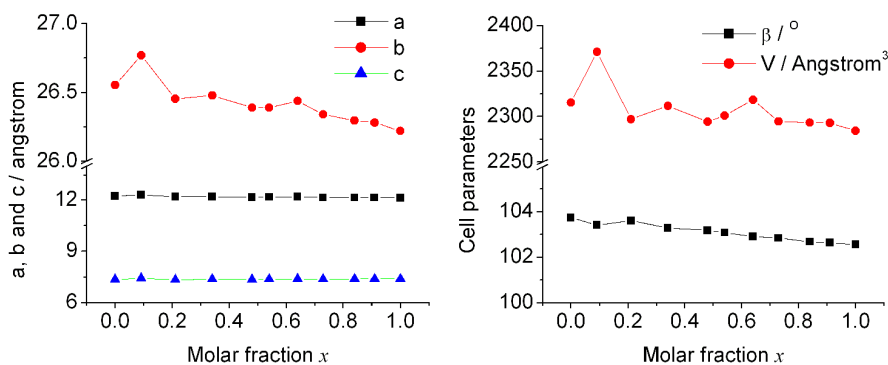 27.0
26.5
26.0
12
9
6
a, b and c / angstrom
a
b
c
0.0 0.2 0.4 0.6 0.8 1.0
Molar fraction x
2400
2350
2300
2250
2200
104
102
100
Cell parameters
β / °
V / Angstrom³
0.0 0.2 0.4 0.6 0.8 1.0
Molar fraction x